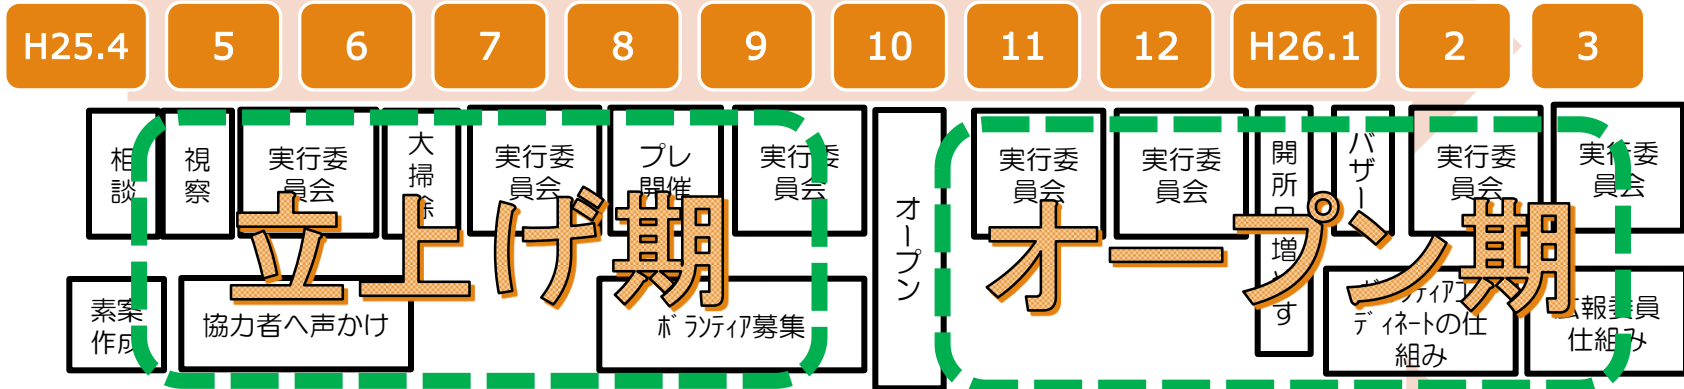 H25.4 5 6 7 8 9 10 11 12 H26.1 2 3
相談
視察
実行委
員会
大掃除
実行委
員会
プレ
開催
実行委
員会
オープン
実行委
員会
実行委
員会
開所日増やす
バザー
実行委
員会
実行委
員会
立上げ期
オープン期
素案
作成
協力者へ声かけ
ﾎﾞﾗﾝﾃｨｱ募集
ﾎﾞﾗﾝﾃｨｱｺｰ
ﾃﾞｨﾈｰﾄの仕
組み
広報委員
仕組み